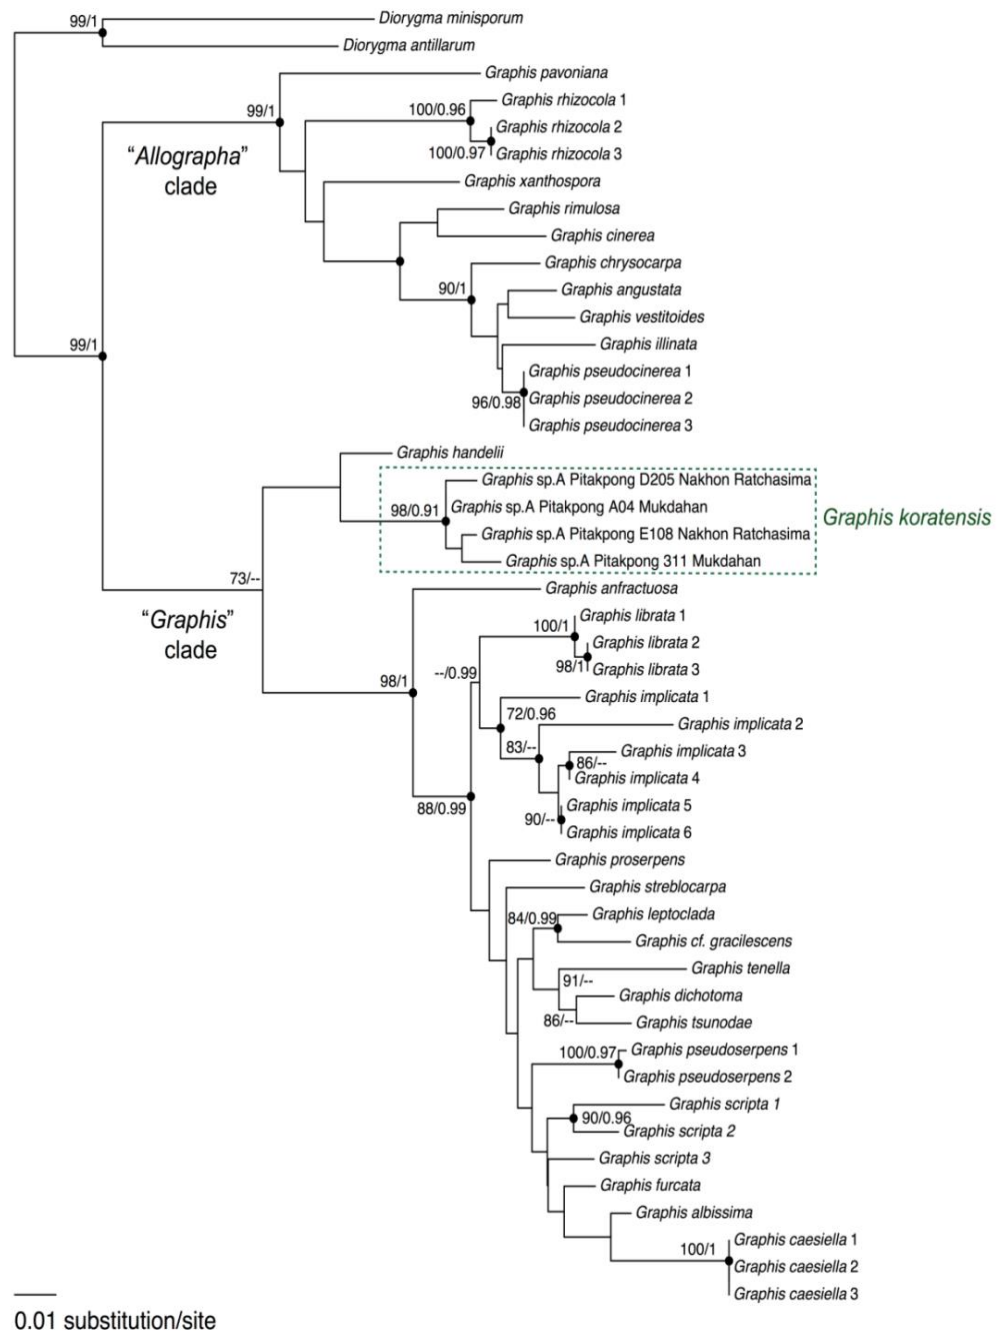 99/1
Diorygma minisporum
Diorygma antillarum
Graphis pavoniana
99/1
100/0.96
Graphis rhizocola 1
Graphis rhizocola 2
100/0.97
Graphis rhizocola 3
“Allographa”
clade
Graphis xanthospora
Graphis rimulosa
Graphis cinerea
Graphis chrysocarpa
90/1
Graphis angustata
Graphis vestitoides
99/1
Graphis illinata
Graphis pseudocinerea 1
Graphis pseudocinerea 2
96/0.98
Graphis pseudocinerea 3
Graphis handelii
Graphis sp.A Pitakpong D205 Nakhon Ratchasima
98/0.91
Graphis sp.A Pitakpong A04 Mukdahan
Graphis koratensis
Graphis sp.A Pitakpong E108 Nakhon Ratchasima
Graphis sp.A Pitakpong 311 Mukdahan
73/--
Graphis anfractuosa
“Graphis”
clade
Graphis librata 1
100/1
Graphis librata 2
98/1
Graphis librata 3
--/0.99
98/1
Graphis implicata 1
72/0.96
Graphis implicata 2
83/--
Graphis implicata 3
86/--
Graphis implicata 4
88/0.99
Graphis implicata 5
90/--
Graphis implicata 6
Graphis proserpens
Graphis streblocarpa
84/0.99
Graphis leptoclada
Graphis cf. gracilescens
Graphis tenella
91/--
Graphis dichotoma
86/--
Graphis tsunodae
100/0.97
Graphis pseudoserpens 1
Graphis pseudoserpens 2
Graphis scripta 1
90/0.96
Graphis scripta 2
Graphis scripta 3
Graphis furcata
Graphis albissima
Graphis caesiella 1
100/1
Graphis caesiella 2
Graphis caesiella 3
0.01 substitution/site